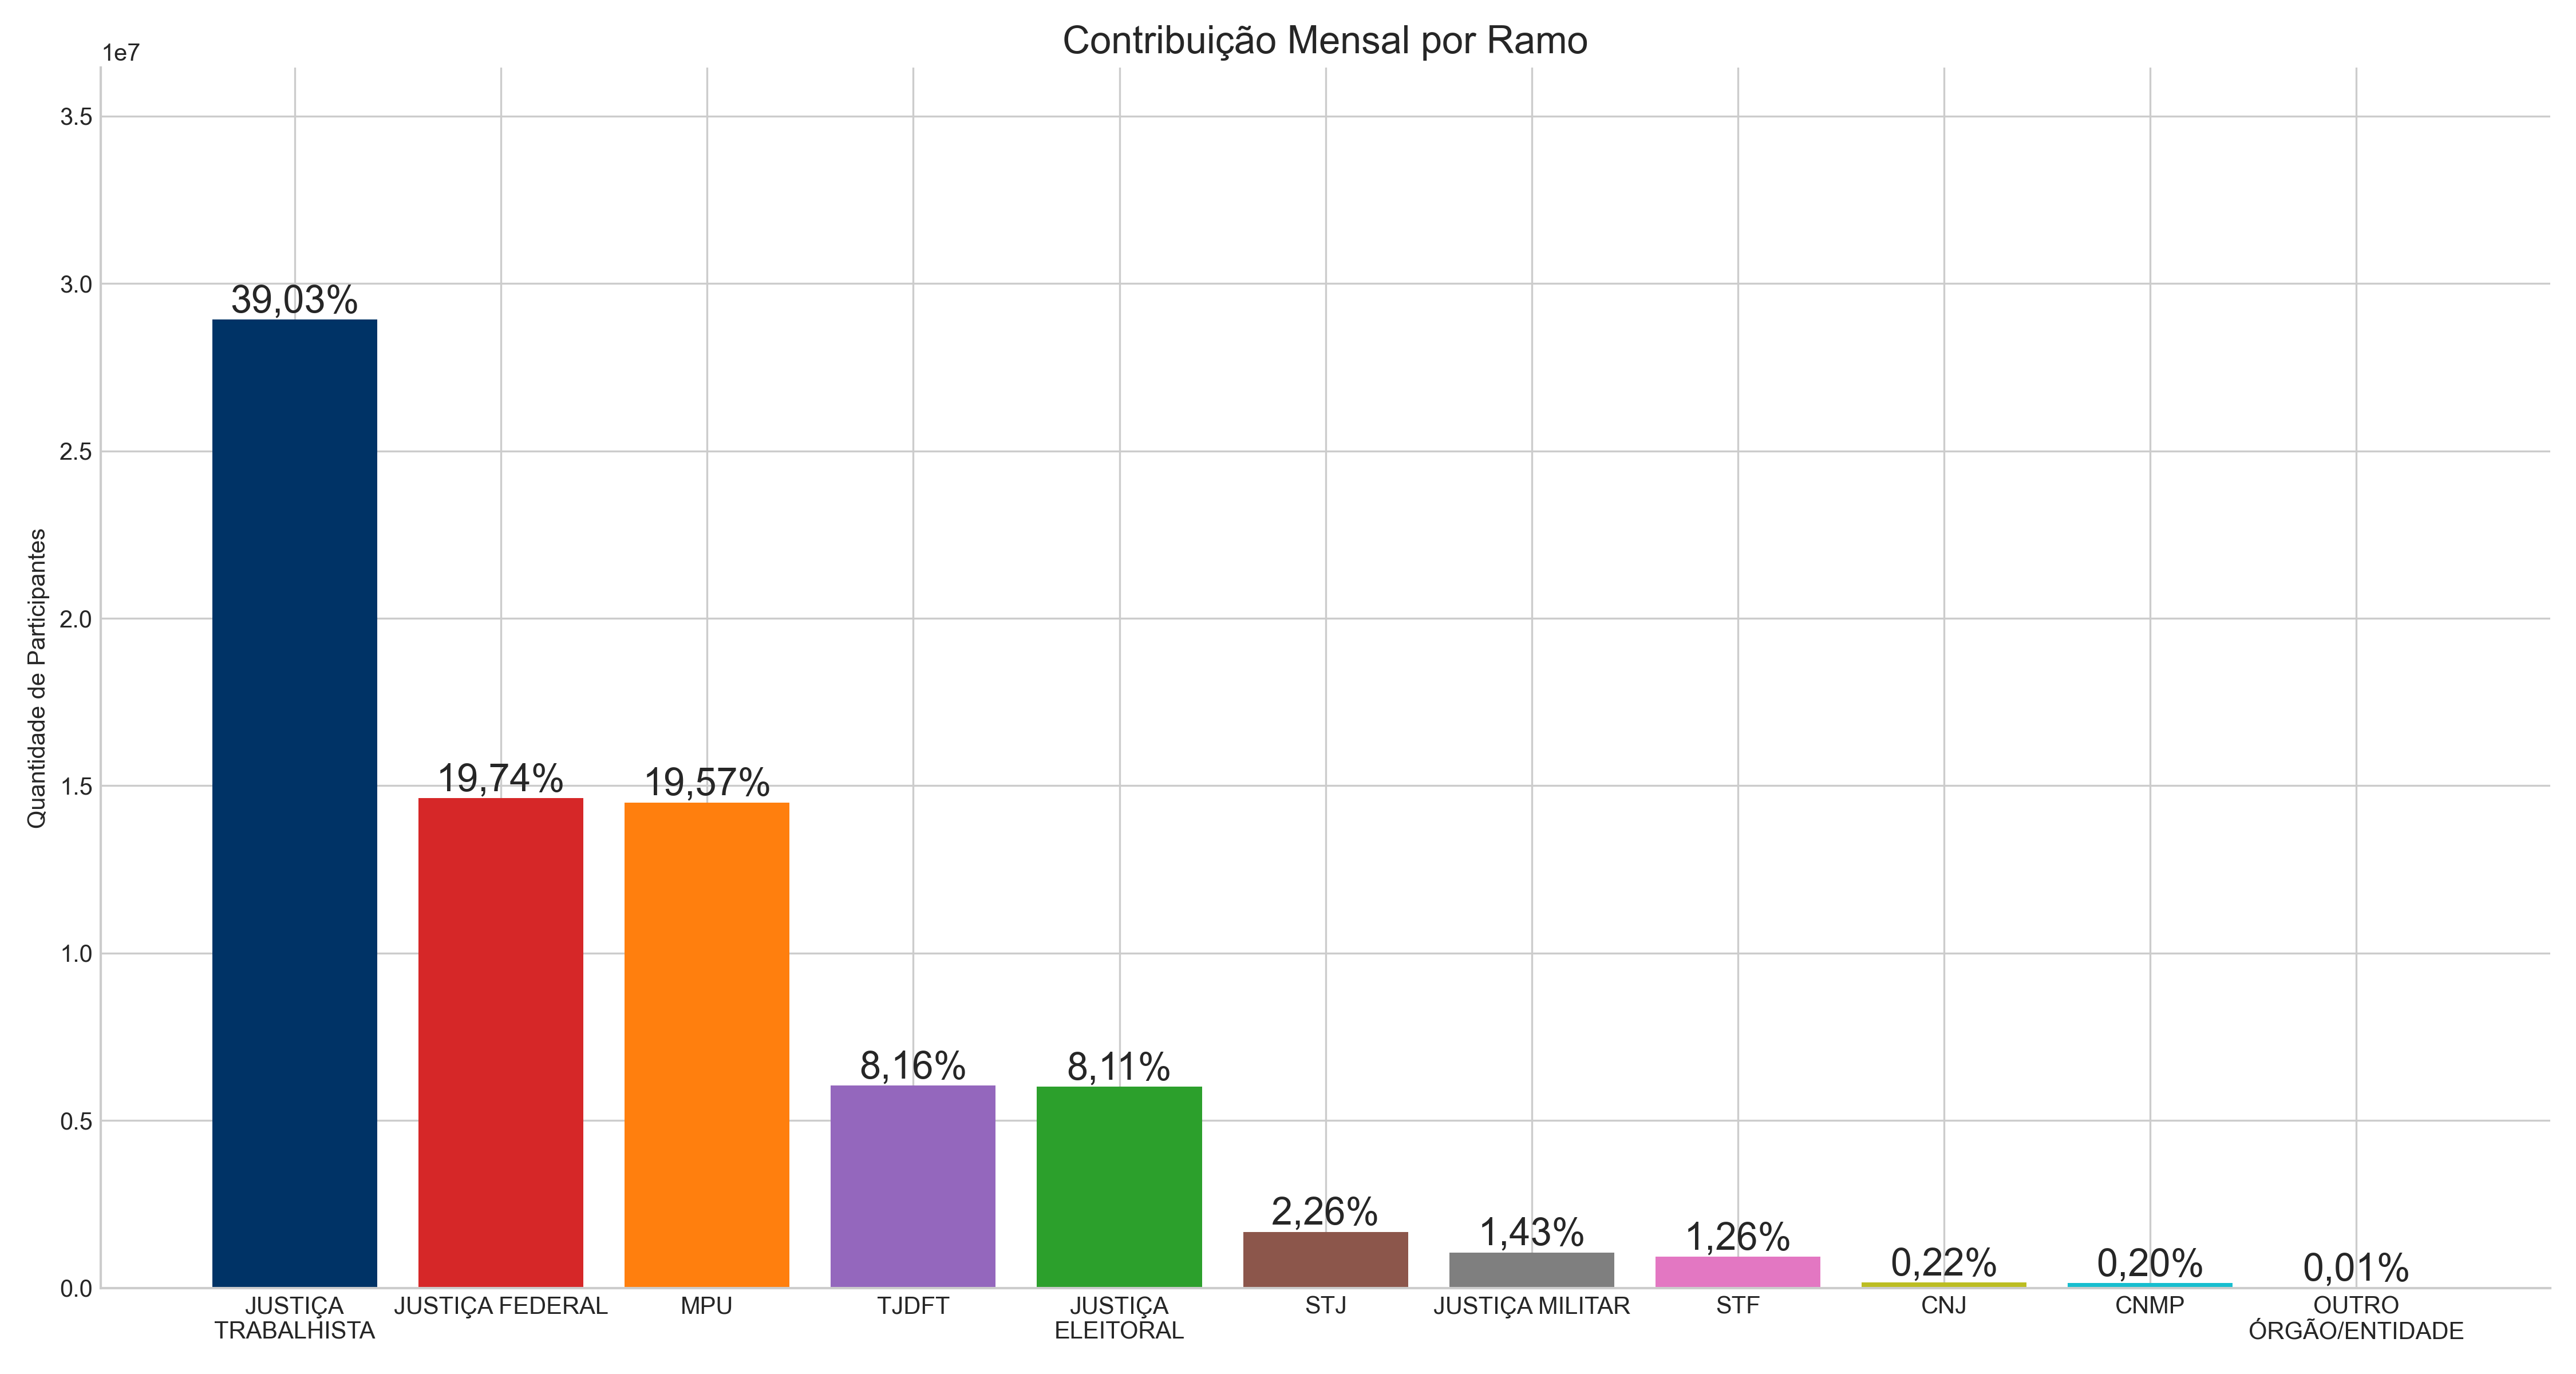 Contribuição Mensal por Ramo
1e7
3.5
3.0
2.5
2.0
1.5
1.0
0.5
0.0
Quantidade de Participantes
39,03%
19,74%
19,57%
8,16%
8,11%
2,26%
1,43%
1,26%
0,22%
0,20%
0,01%
JUSTIÇA
TRABALHISTA
JUSTIÇA FEDERAL
MPU
TJDFT
JUSTIÇA
ELEITORAL
STJ
JUSTIÇA MILITAR
STF
CNJ
CNMP
OUTRO
ÓRGÃO/ENTIDADE